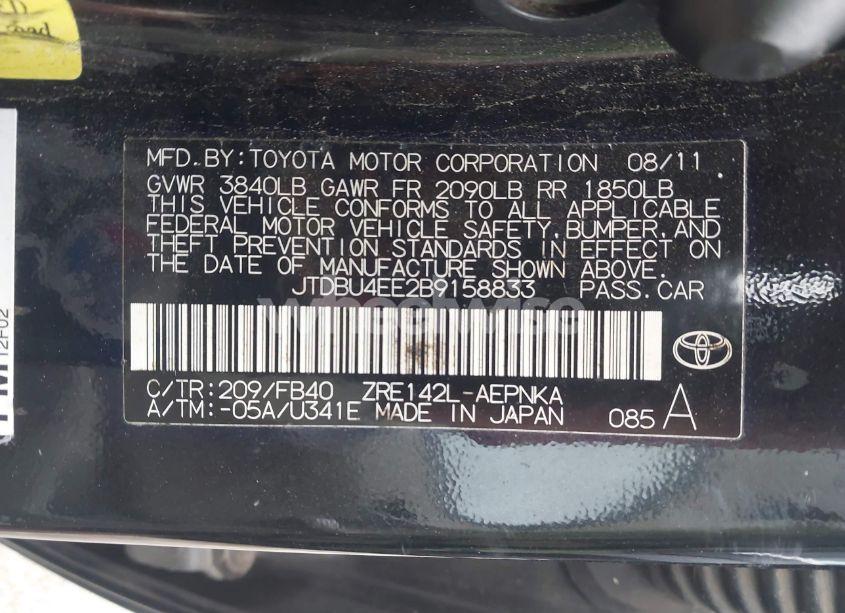 MFD.BY:TOYOTA MOTOR CORPORATION 08/11
GVWR 3840LB GAWR FR 2090LB RR 1850LB
THIS VEHICLE CONFORMS TO ALL APPLICABLE
FEDERAL MOTOR VEHICLE SAFETY,BUMPER,AND
THEFT PREVENTION STANDARDS IN EFFECT ON
THE DATE OF MANUFACTURE SHOWN ABOVE.
JTDBU4EE2B9158833 PASS.CAR
C/TR:209/FB40 ZRE142L-AEPNKA
A/TM:-05A/U341E MADE IN JAPAN 085 A
12F02